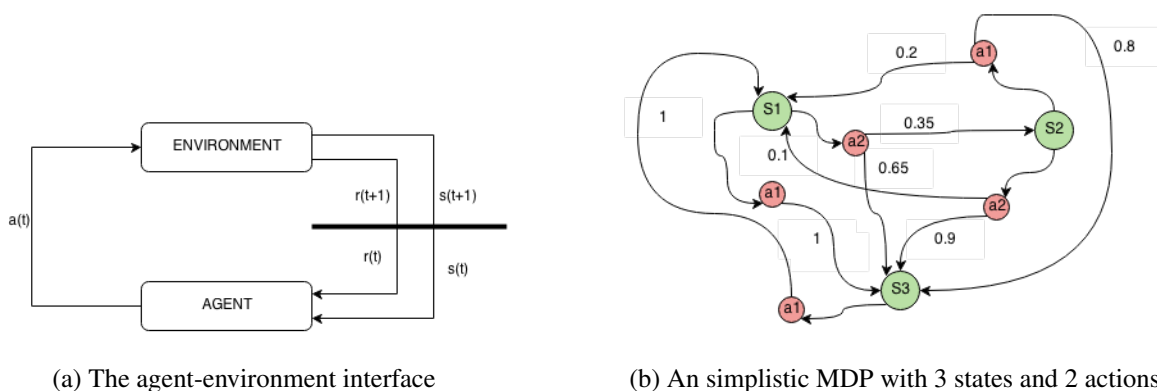 ENVIRONMENT
a(t)
r(t+1)
s(t+1)
r(t)
s(t)
AGENT
(a) The agent-environment interface
a1
0.8
0.2
1
S1
0.35
S2
a2
0.1
0.65
a1
a2
1
0.9
S3
a1
(b) An simplistic MDP with 3 states and 2 actions